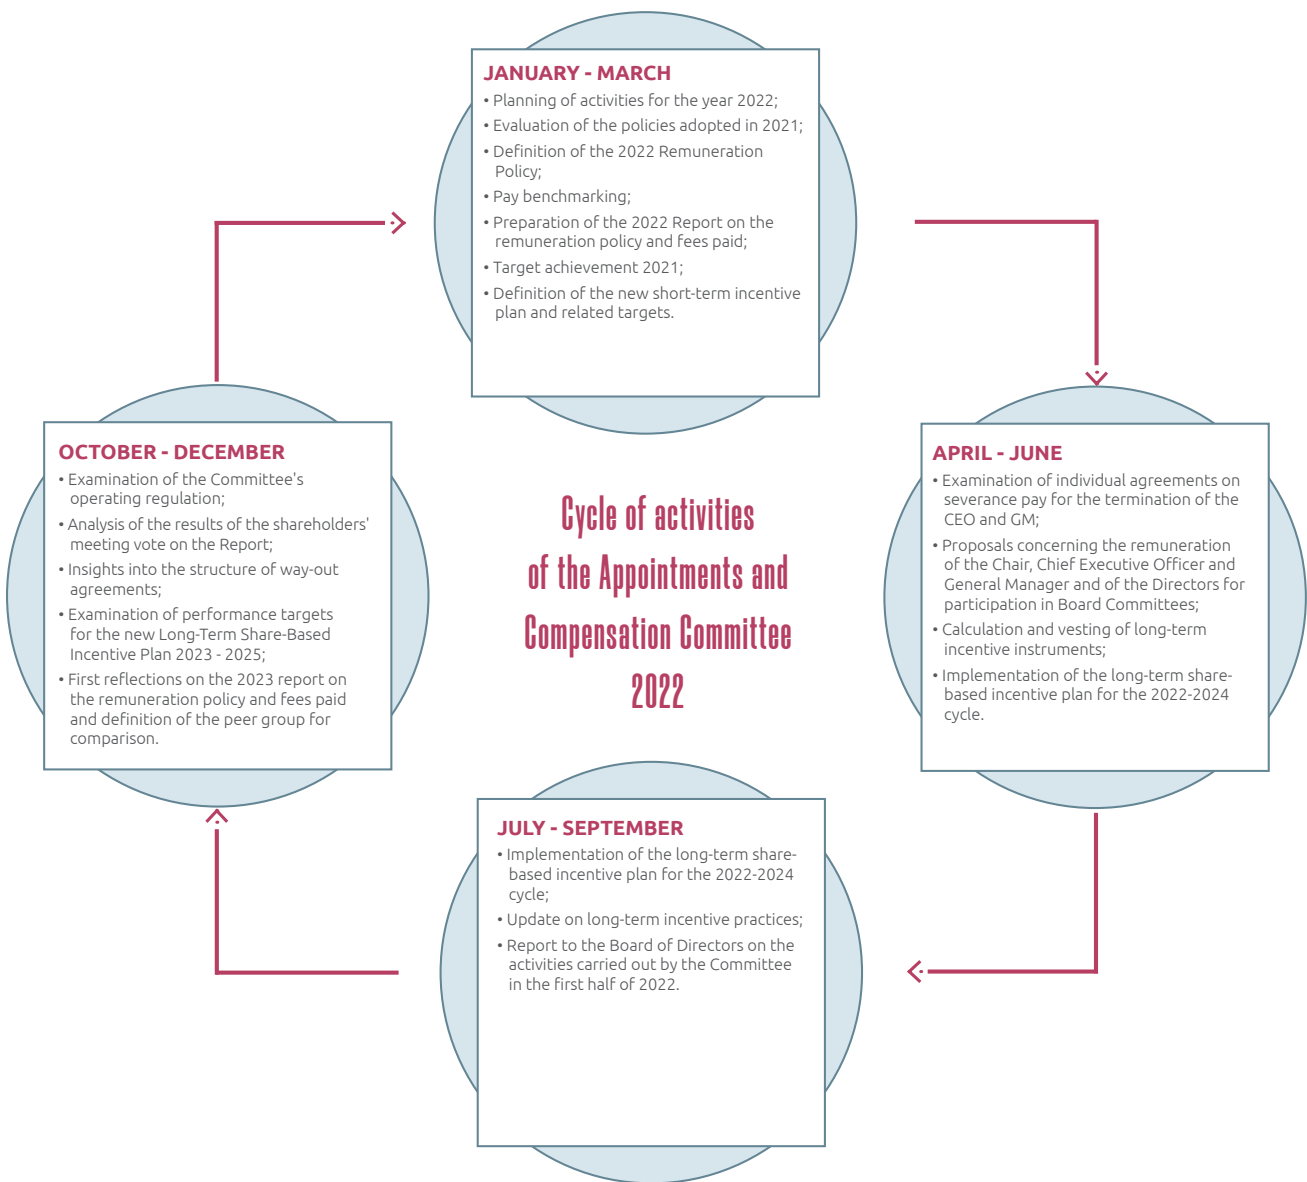 JANUARY - MARCH
• Planning of activities for the year 2022;
• Evaluation of the policies adopted in 2021;
• Definition of the 2022 Remuneration
Policy;
• Pay benchmarking;
• Preparation of the 2022 Report on the
remuneration policy and fees paid;
• Target achievement 2021;
• Definition of the new short-term incentive
plan and related targets.
OCTOBER - DECEMBER
• Examination of the Committee's
operating regulation;
• Analysis of the results of the shareholders'
meeting vote on the Report;
• Insights into the structure of way-out
agreements;
• Examination of performance targets
for the new Long-Term Share-Based
Incentive Plan 2023 - 2025;
• First reflections on the 2023 report on
the remuneration policy and fees paid
and definition of the peer group for
comparison.
Cycle of activities
of the Appointments and
Compensation Committee
2022
APRIL - JUNE
• Examination of individual agreements on
severance pay for the termination of the
CEO and GM;
• Proposals concerning the remuneration
of the Chair, Chief Executive Officer and
General Manager and of the Directors for
participation in Board Committees;
• Calculation and vesting of long-term
incentive instruments;
• Implementation of the long-term share-
based incentive plan for the 2022-2024
cycle.
JULY - SEPTEMBER
• Implementation of the long-term share-
based incentive plan for the 2022-2024
cycle;
• Update on long-term incentive practices;
• Report to the Board of Directors on the
activities carried out by the Committee
in the first half of 2022.